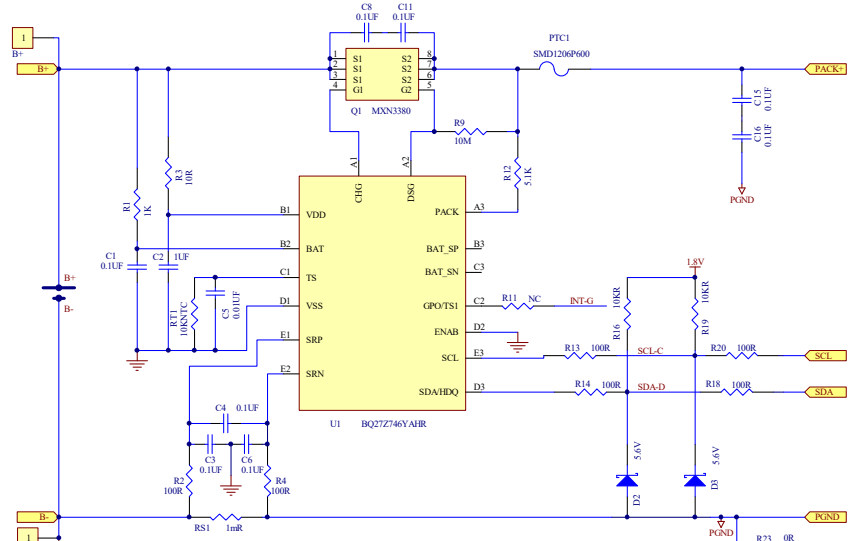 C8
0.1UF
C11
0.1UF
1
B+
B+
1 S1 S2 8
2 S1 S2 7
3 S1 S2 6
4 G1 G2 5
Q1 MXN3380
PTC1
SMD1206P600
PACK+
C15
0.1UF
C16
0.1UF
PGND
R9
10M
R12
5.1K
R3
10R
R1
1K
A1
A2
CHG
DSG
B1 VDD
B2 BAT
C1 TS
D1 VSS
E1 SRP
E2 SRN
PACK A3
BAT_SP B3
BAT_SN C3
GPO/TS1 C2
ENAB D2
SCL E3
SDA/HDQ D3
U1 BQ27Z746YAHR
C1
0.1UF
C2 1UF
RT1
10KNTC
C5
0.01UF
B+
B-
R11 NC INT-G
1.8V
10KR
R16
10KR
R19
R13 100R SCL-C R20 100R SCL
R14 100R SDA-D R18 100R SDA
C4 0.1UF
C3
0.1UF
C6
0.1UF
R2
100R
R4
100R
5.6V
D2
5.6V
D3
B-
RS1 1mR
PGND
PGND
1
R23 0R